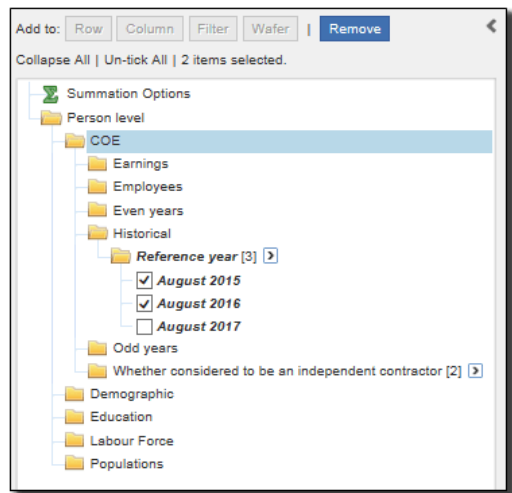 Add to: Row Column Filter Wafer | Remove
Collapse All | Un-tick All | 2 items selected.
Summation Options
Person level
COE
Earnings
Employees
Even years
Historical
Reference year [3]
August 2015
August 2016
August 2017
Odd years
Whether considered to be an independent contractor [2]
Demographic
Education
Labour Force
Populations